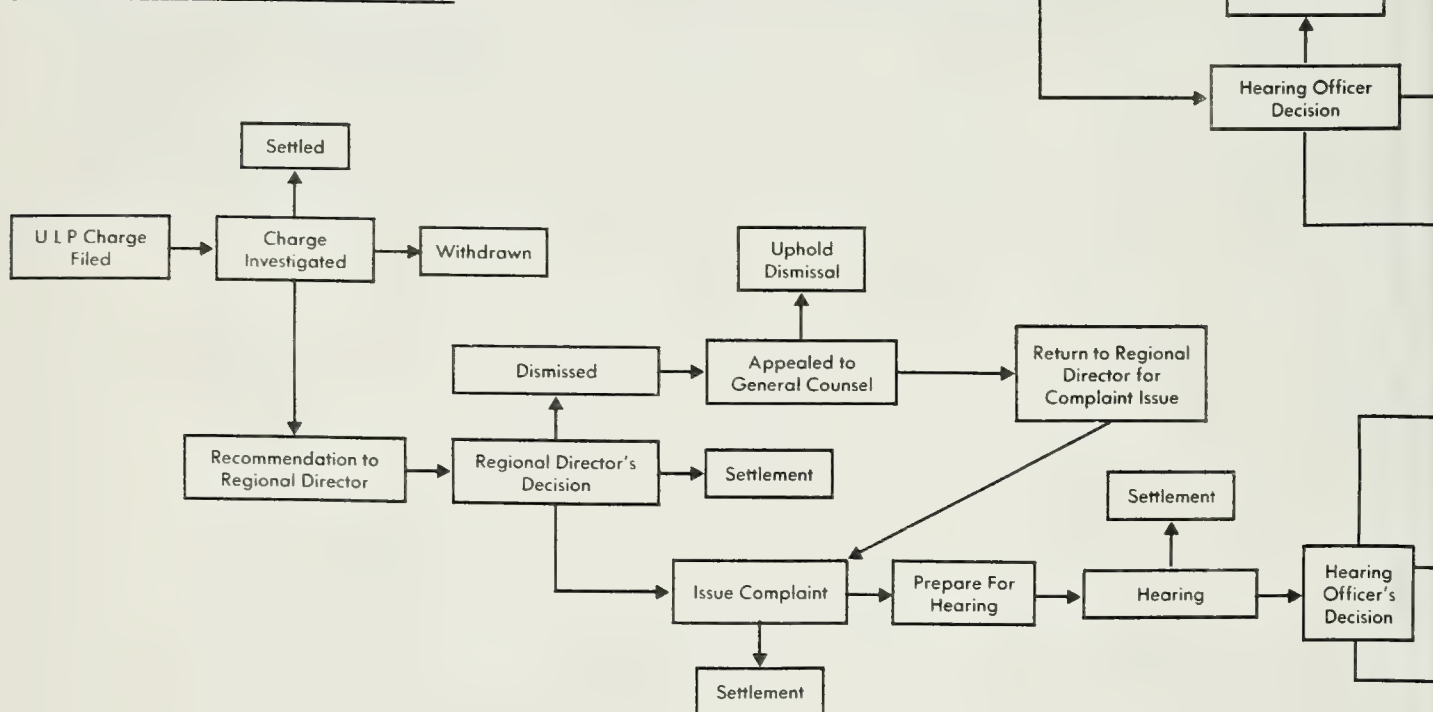 Hearing Officer
Decision
Settled
U L P Charge
Filed
Charge
Investigated
Withdrawn
Uphold
Dismissal
Dismissed
Appealed to
General Counsel
Return to Regional
Director for
Complaint Issue
Recommendation to
Regional Director
Regional Director's
Decision
Settlement
Settlement
Issue Complaint
Prepare For
Hearing
Hearing
Hearing
Officer's
Decision
Settlement